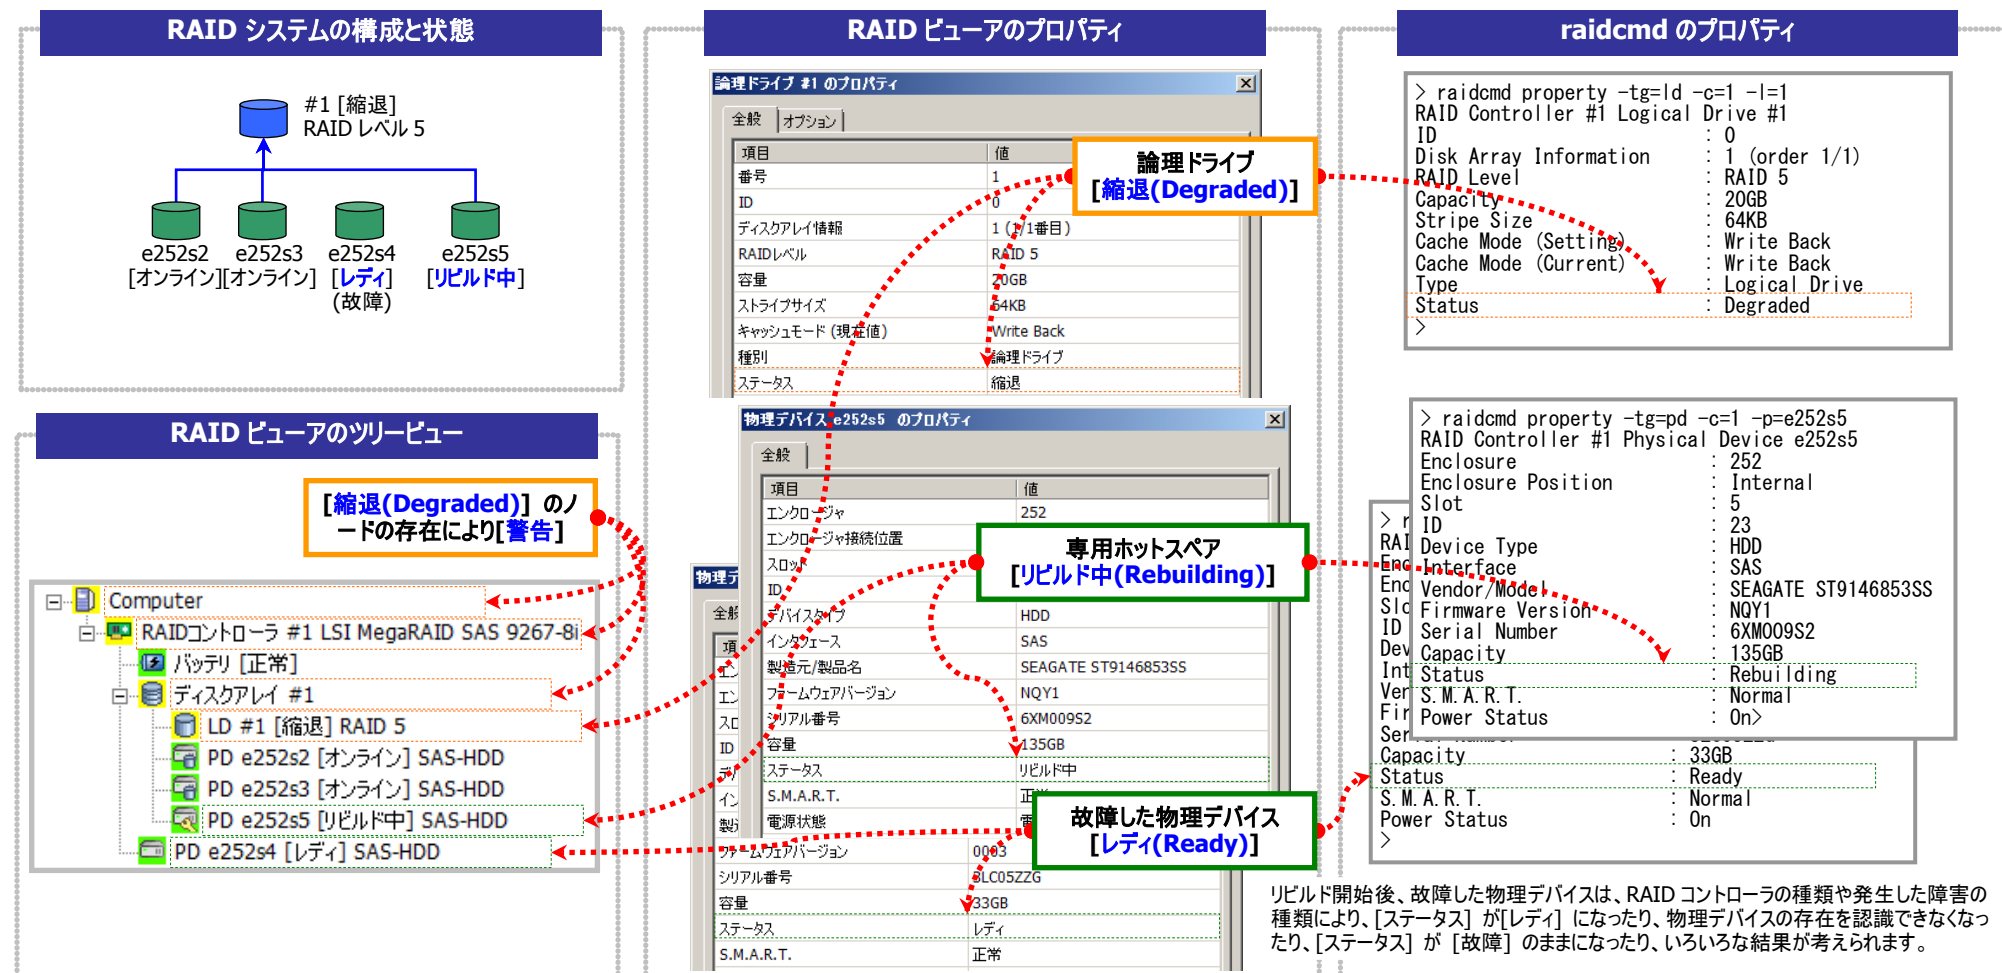 RAID システムの構成と状態
#1 [縮退]
RAID レベル 5
e252s2
[オンライン]
e252s3
[オンライン]
e252s4
[レディ]
(故障)
e252s5
[リビルド中]
RAID ビューアのツリービュー
[縮退(Degraded)] のノ
ードの存在により[警告]
Computer
RAIDコントローラ #1 LSI MegaRAID SAS 9267-8i
バッテリ [正常]
ディスクアレイ #1
LD #1 [縮退] RAID 5
PD e252s2 [オンライン] SAS-HDD
PD e252s3 [オンライン] SAS-HDD
PD e252s5 [リビルド中] SAS-HDD
PD e252s4 [レディ] SAS-HDD
RAID ビューアのプロパティ
論理ドライブ #1 のプロパティ
全般 オプション
項目 値
番号 1
ID 0
ディスクアレイ情報 1 (1/1番目)
RAIDレベル RAID 5
容量 20GB
ストライプサイズ 64KB
キャッシュモード (現在値) Write Back
種別 論理ドライブ
ステータス 縮退
論理ドライブ
[縮退(Degraded)]
物理デバイス e252s5 のプロパティ
全般
項目 値
エンクロージャ 252
エンクロージャ接続位置
スロット
ID
デバイスタイプ HDD
インタフェース SAS
製造元/製品名 SEAGATE ST9146853SS
ファームウェアバージョン NQY1
シリアル番号 6XM009S2
容量 135GB
ステータス リビルド中
S.M.A.R.T. 正常
電源状態
専用ホットスペア
[リビルド中(Rebuilding)]
物理デ
全般
項
エン
エン
スロ
ID
デバ
イン
製造
ファームウェアバージョン 0003
シリアル番号 3LC05ZZG
容量 33GB
ステータス レディ
S.M.A.R.T. 正常
故障した物理デバイス
[レディ(Ready)]
raidcmd のプロパティ
> raidcmd property -tg=ld -c=1 -l=1
RAID Controller #1 Logical Drive #1
ID : 0
Disk Array Information : 1 (order 1/1)
RAID Level : RAID 5
Capacity : 20GB
Stripe Size : 64KB
Cache Mode (Setting) : Write Back
Cache Mode (Current) : Write Back
Type : Logical Drive
Status : Degraded
>
> raidcmd property -tg=pd -c=1 -p=e252s5
RAID Controller #1 Physical Device e252s5
Enclosure : 252
Enclosure Position : Internal
Slot : 5
ID : 23
Device Type : HDD
Interface : SAS
Vendor/Model : SEAGATE ST9146853SS
Firmware Version : NQY1
Serial Number : 6XM009S2
Capacity : 135GB
Status : Rebuilding
S.M.A.R.T. : Normal
Power Status : On>
> r
RAI
Enc
Enc
Slo
ID
Dev
Int
Ven
Fir
Capacity : 33GB
Status : Ready
S.M.A.R.T. : Normal
Power Status : On
>
リビルド開始後、故障した物理デバイスは、RAID コントローラの種類や発生した障害の
種類により、[ステータス] が[レディ] になったり、物理デバイスの存在を認識できなくなっ
たり、[ステータス] が [故障] のままになったり、いろいろな結果が考えられます。